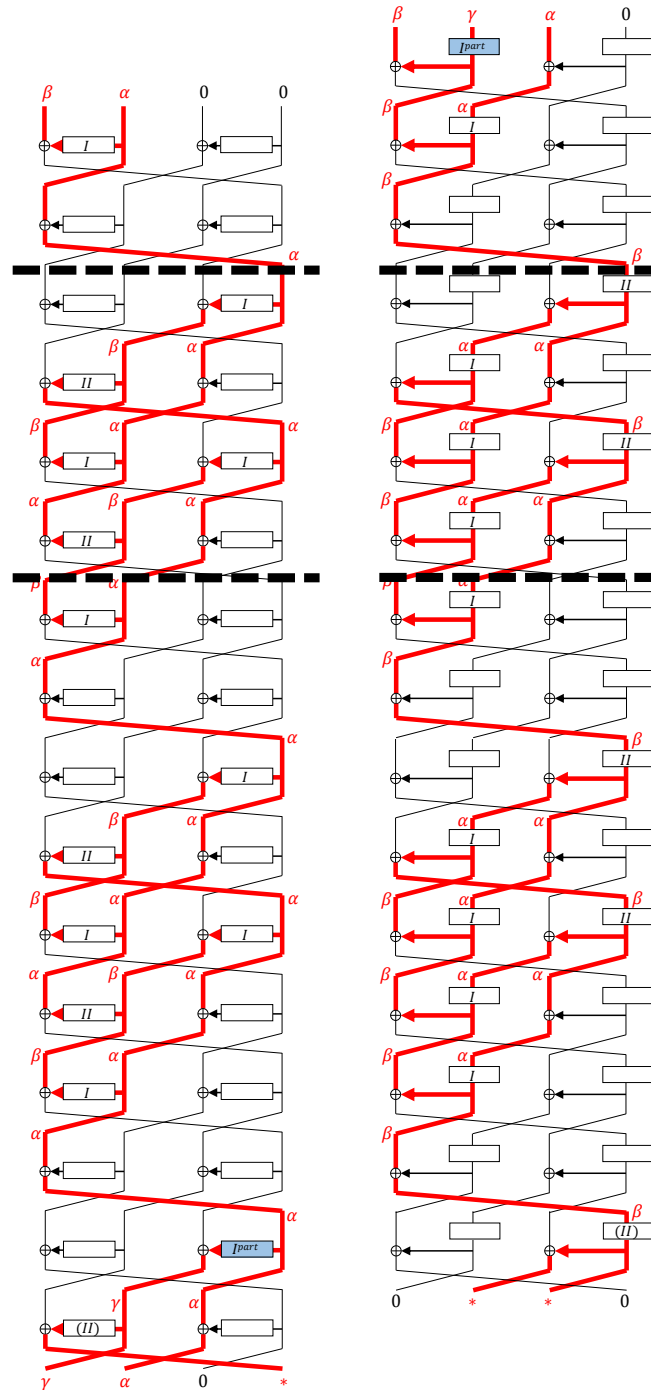 β α 0 0
I
α
I
β α
II
β α α
I I
α β α
II
β α
I
α
α
I
β α
II
β α α
I I
α β α
II
β α
I
α
α
I^part
γ α
(II)
γ α 0 *
β γ α 0
I^part
β α
I
β
β
II
α α
I
β α β
I II
β α α
I
β α
I
β
β
II
α α
I
β α β
I II
β α α
I
β α
I
β
β
(II)
0 * * 0